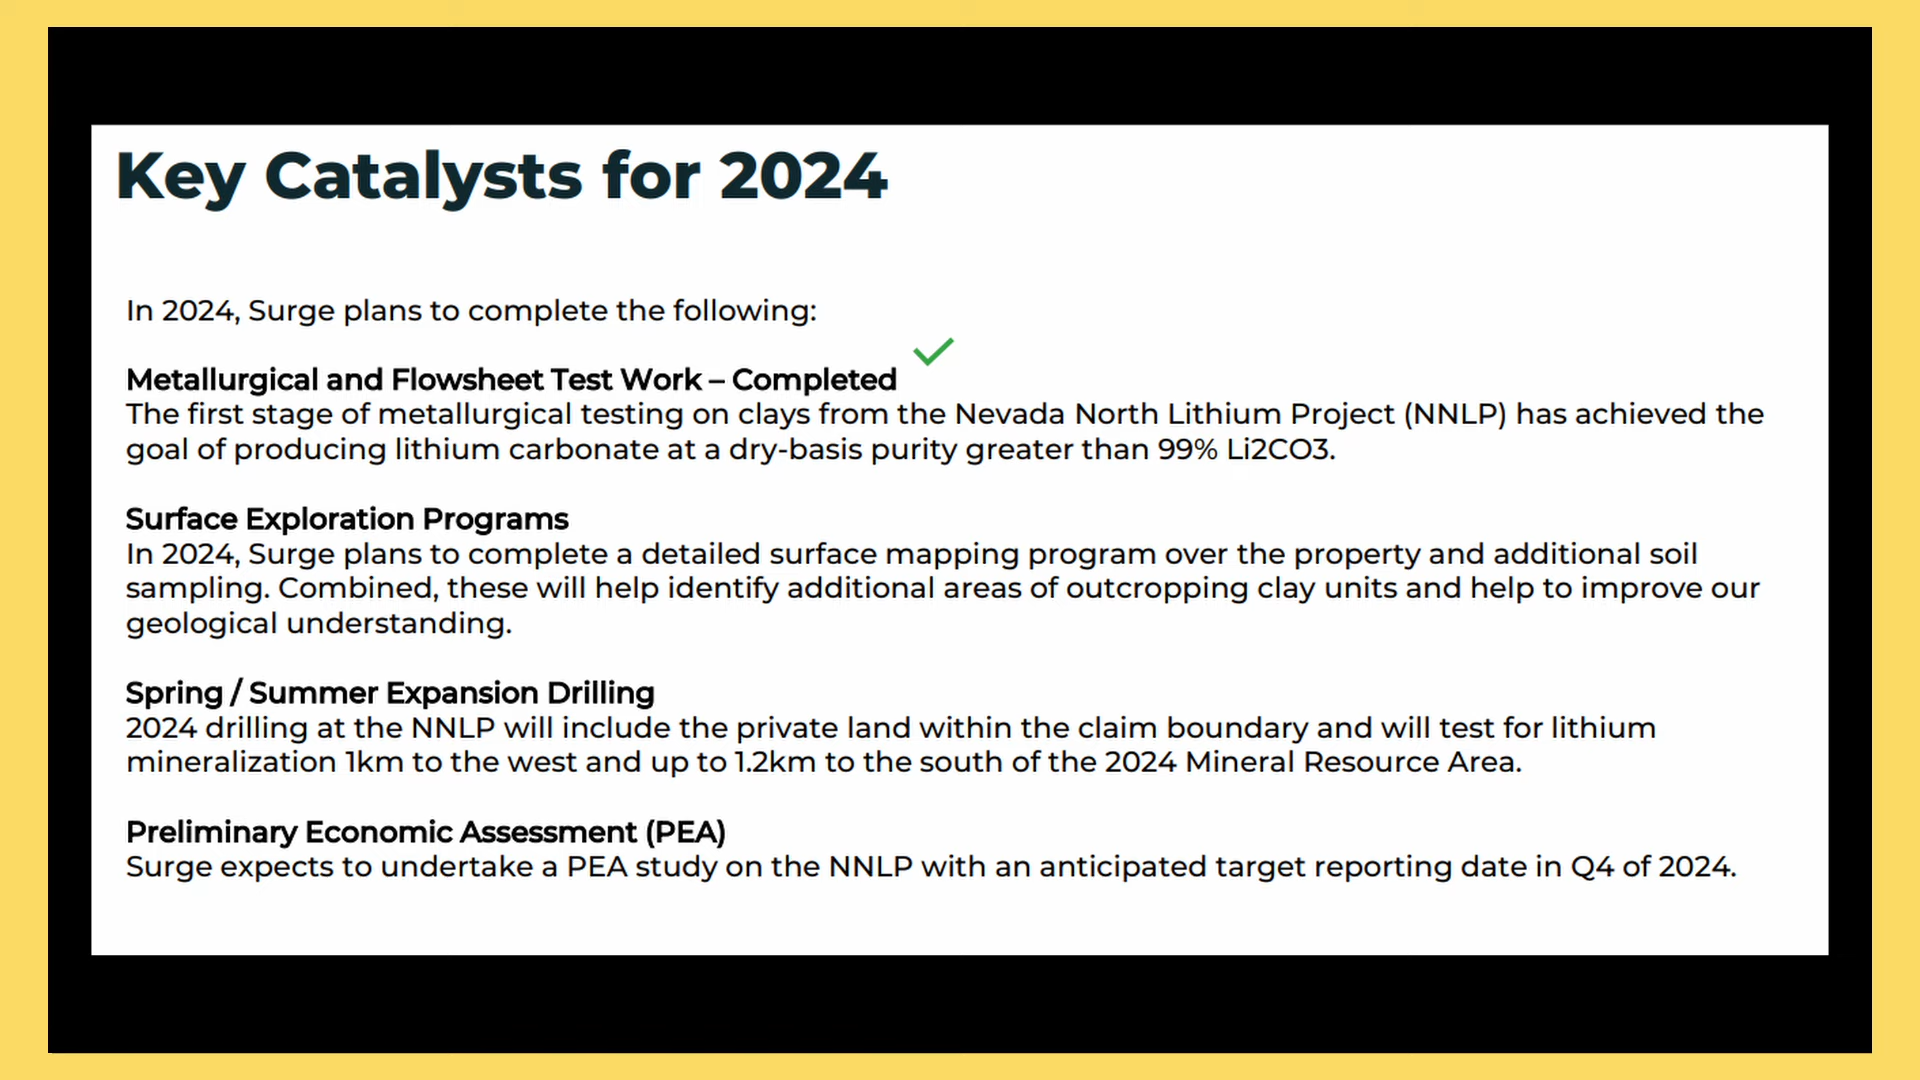 Key Catalysts for 2024
In 2024, Surge plans to complete the following:
Metallurgical and Flowsheet Test Work – Completed
The first stage of metallurgical testing on clays from the Nevada North Lithium Project (NNLP) has achieved the
goal of producing lithium carbonate at a dry-basis purity greater than 99% Li2CO3.
Surface Exploration Programs
In 2024, Surge plans to complete a detailed surface mapping program over the property and additional soil
sampling. Combined, these will help identify additional areas of outcropping clay units and help to improve our
geological understanding.
Spring / Summer Expansion Drilling
2024 drilling at the NNLP will include the private land within the claim boundary and will test for lithium
mineralization 1km to the west and up to 1.2km to the south of the 2024 Mineral Resource Area.
Preliminary Economic Assessment (PEA)
Surge expects to undertake a PEA study on the NNLP with an anticipated target reporting date in Q4 of 2024.